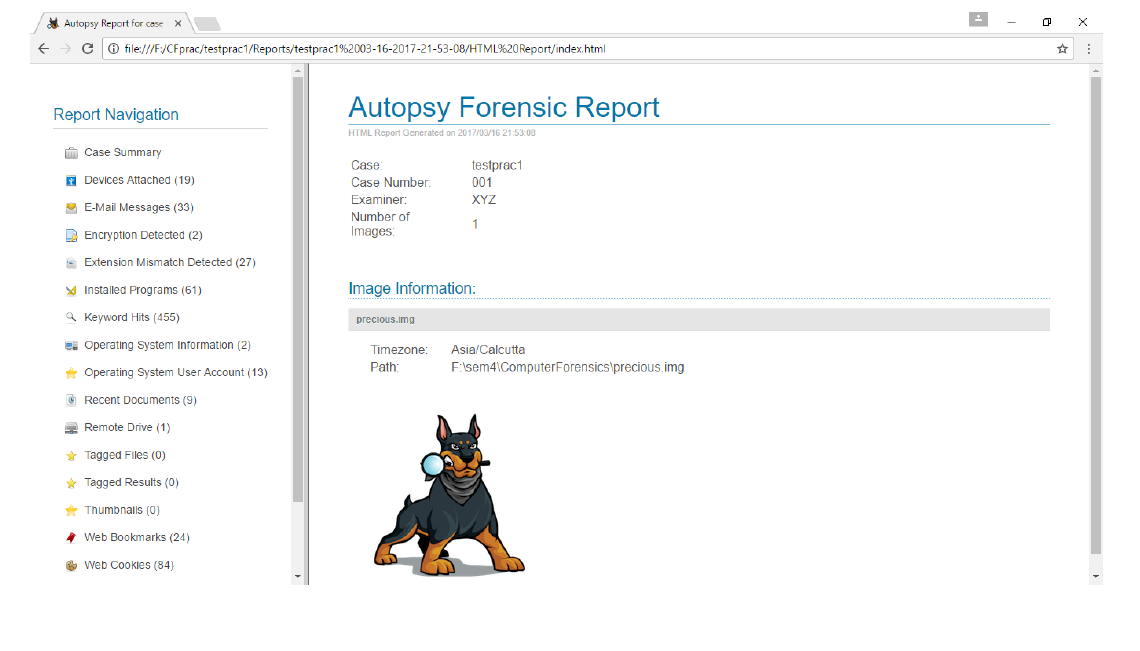 Autopsy Report for case
file:///F:/CFprac/testprac1/Reports/testprac1%2003-16-2017-21-53-08/HTML%20Report/index.html
Report Navigation
Case Summary
Devices Attached (19)
E-Mail Messages (33)
Encryption Detected (2)
Extension Mismatch Detected (27)
Installed Programs (61)
Keyword Hits (455)
Operating System Information (2)
Operating System User Account (13)
Recent Documents (9)
Remote Drive (1)
Tagged Files (0)
Tagged Results (0)
Thumbnails (0)
Web Bookmarks (24)
Web Cookies (84)
Autopsy Forensic Report
HTML Report Generated on 2017/03/16 21:53:08
Case: testprac1
Case Number: 001
Examiner: XYZ
Number of
Images: 1
Image Information:
precious.img
Timezone: Asia/Calcutta
Path: F:\sem4\ComputerForensics\precious.img